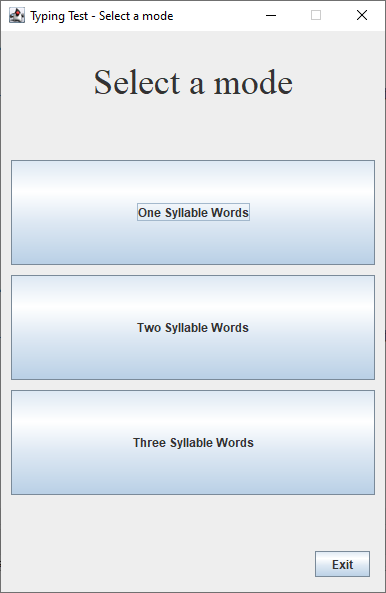 Typing Test - Select a mode
Select a mode
One Syllable Words
Two Syllable Words
Three Syllable Words
Exit